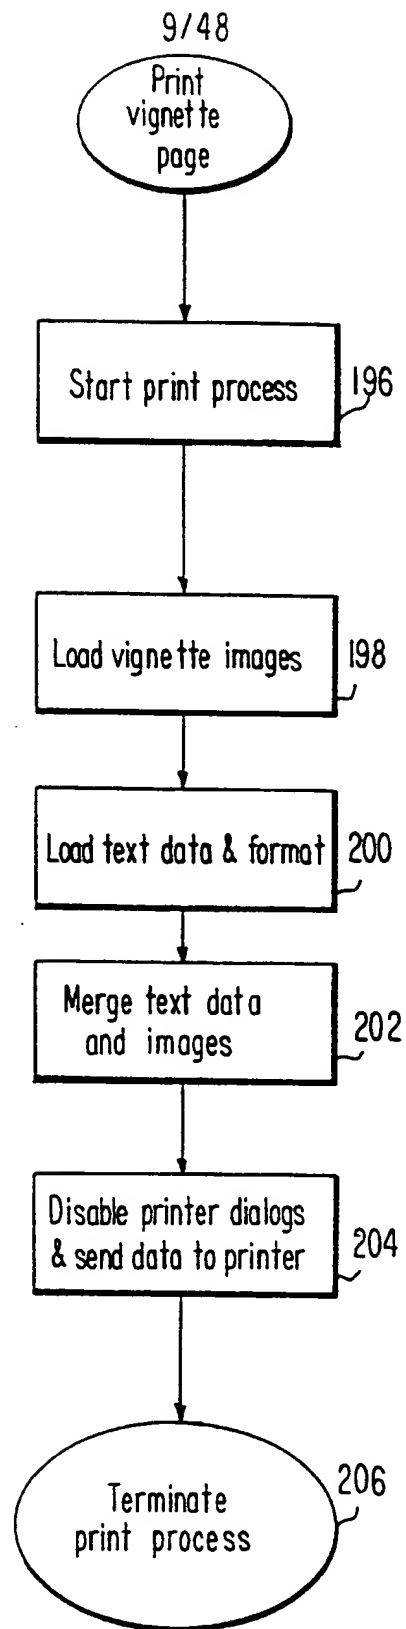 9/48
Print
vignette
page
Start print process
196
Load vignette images
198
Load text data & format
200
Merge text data
and images
202
Disable printer dialogs
& send data to printer
204
Terminate
print process
206